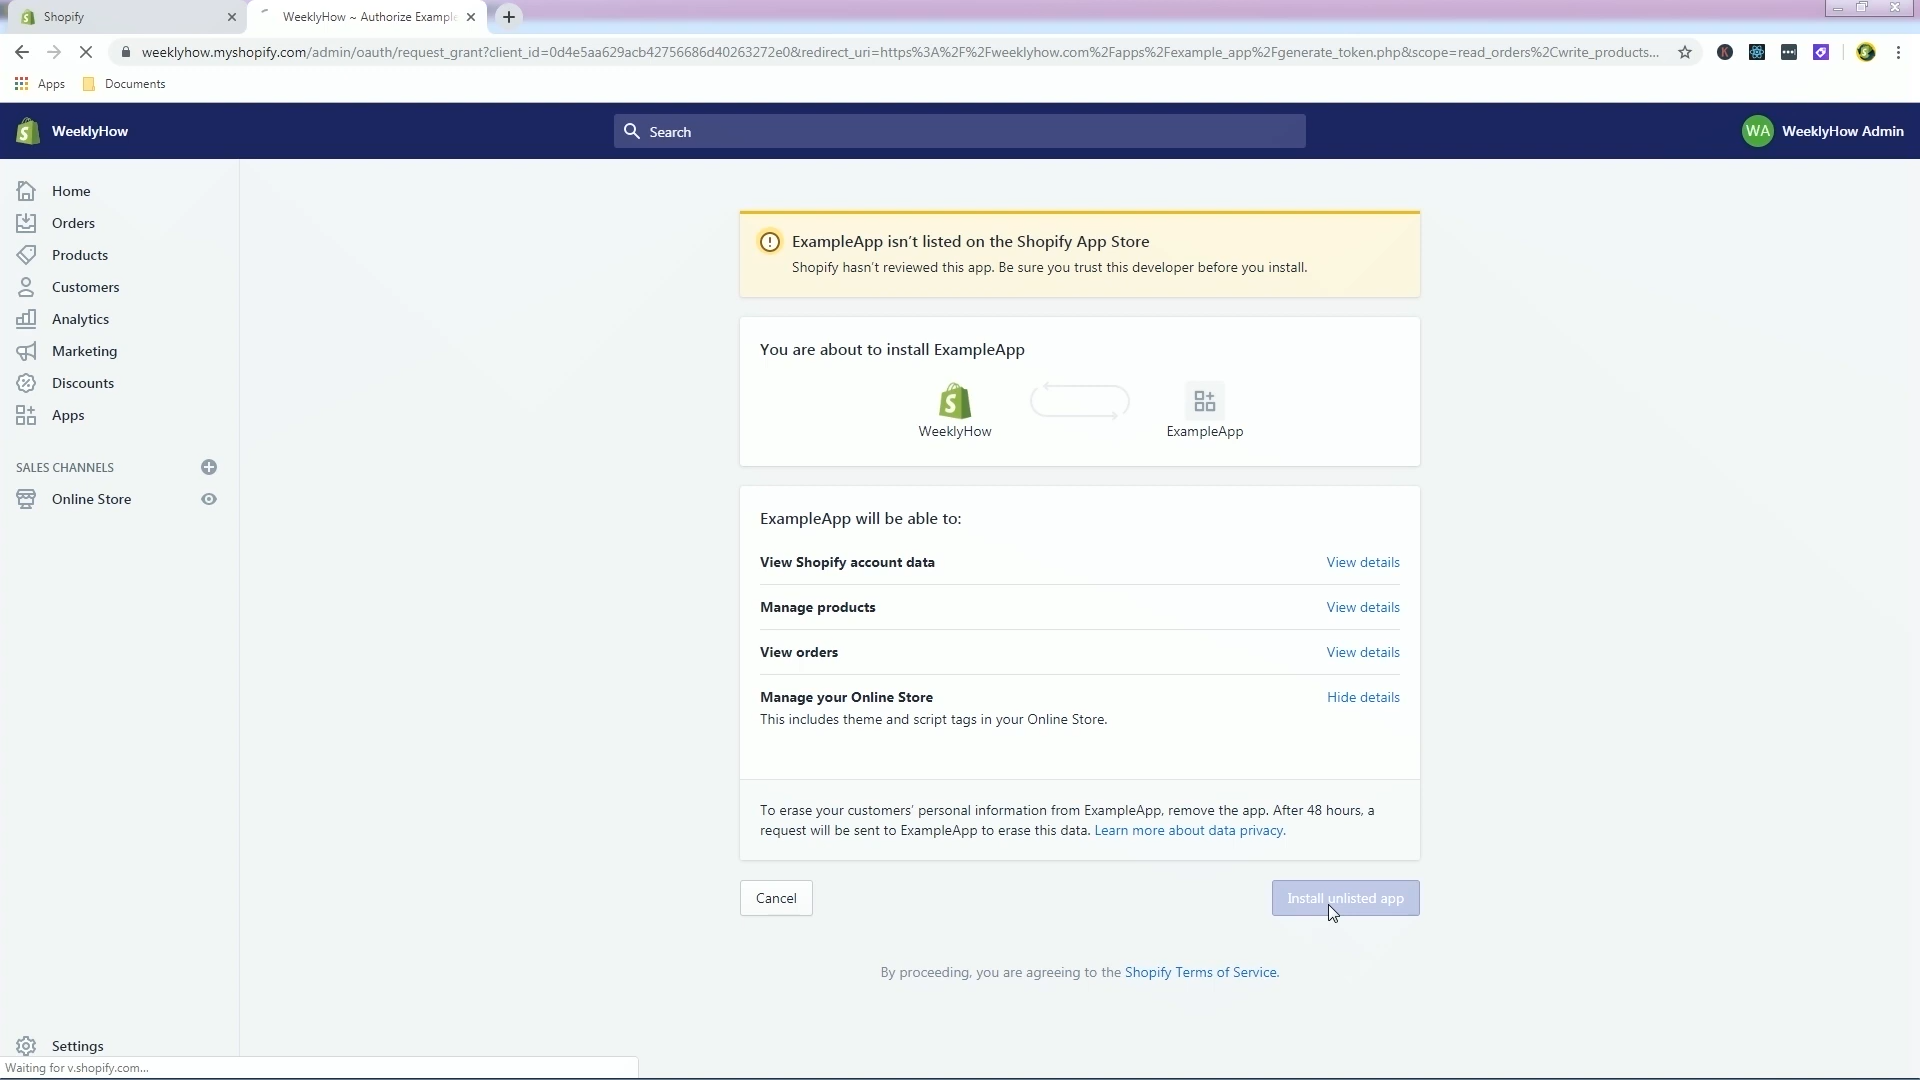 Shopify
WeeklyHow ~ Authorize Example
weeklyhow.myshopify.com/admin/oauth/request_grant?client_id=0d4e5aa629acb42756686d40263272e0&redirect_uri=https%3A%2F%2Fweeklyhow.com%2Fapps%2Fexample_app%2Fgenerate_token.php&scope=read_orders%2Cwrite_products...
Apps
Documents
WeeklyHow
Search
WA
WeeklyHow Admin
Home
Orders
Products
Customers
Analytics
Marketing
Discounts
Apps
SALES CHANNELS
Online Store
Settings
ExampleApp isn’t listed on the Shopify App Store
Shopify hasn’t reviewed this app. Be sure you trust this developer before you install.
You are about to install ExampleApp
WeeklyHow
ExampleApp
ExampleApp will be able to:
View Shopify account data
View details
Manage products
View details
View orders
View details
Manage your Online Store
Hide details
This includes theme and script tags in your Online Store.
To erase your customers’ personal information from ExampleApp, remove the app. After 48 hours, a
request will be sent to ExampleApp to erase this data. Learn more about data privacy.
Cancel
Install unlisted app
By proceeding, you are agreeing to the Shopify Terms of Service.
Waiting for v.shopify.com...